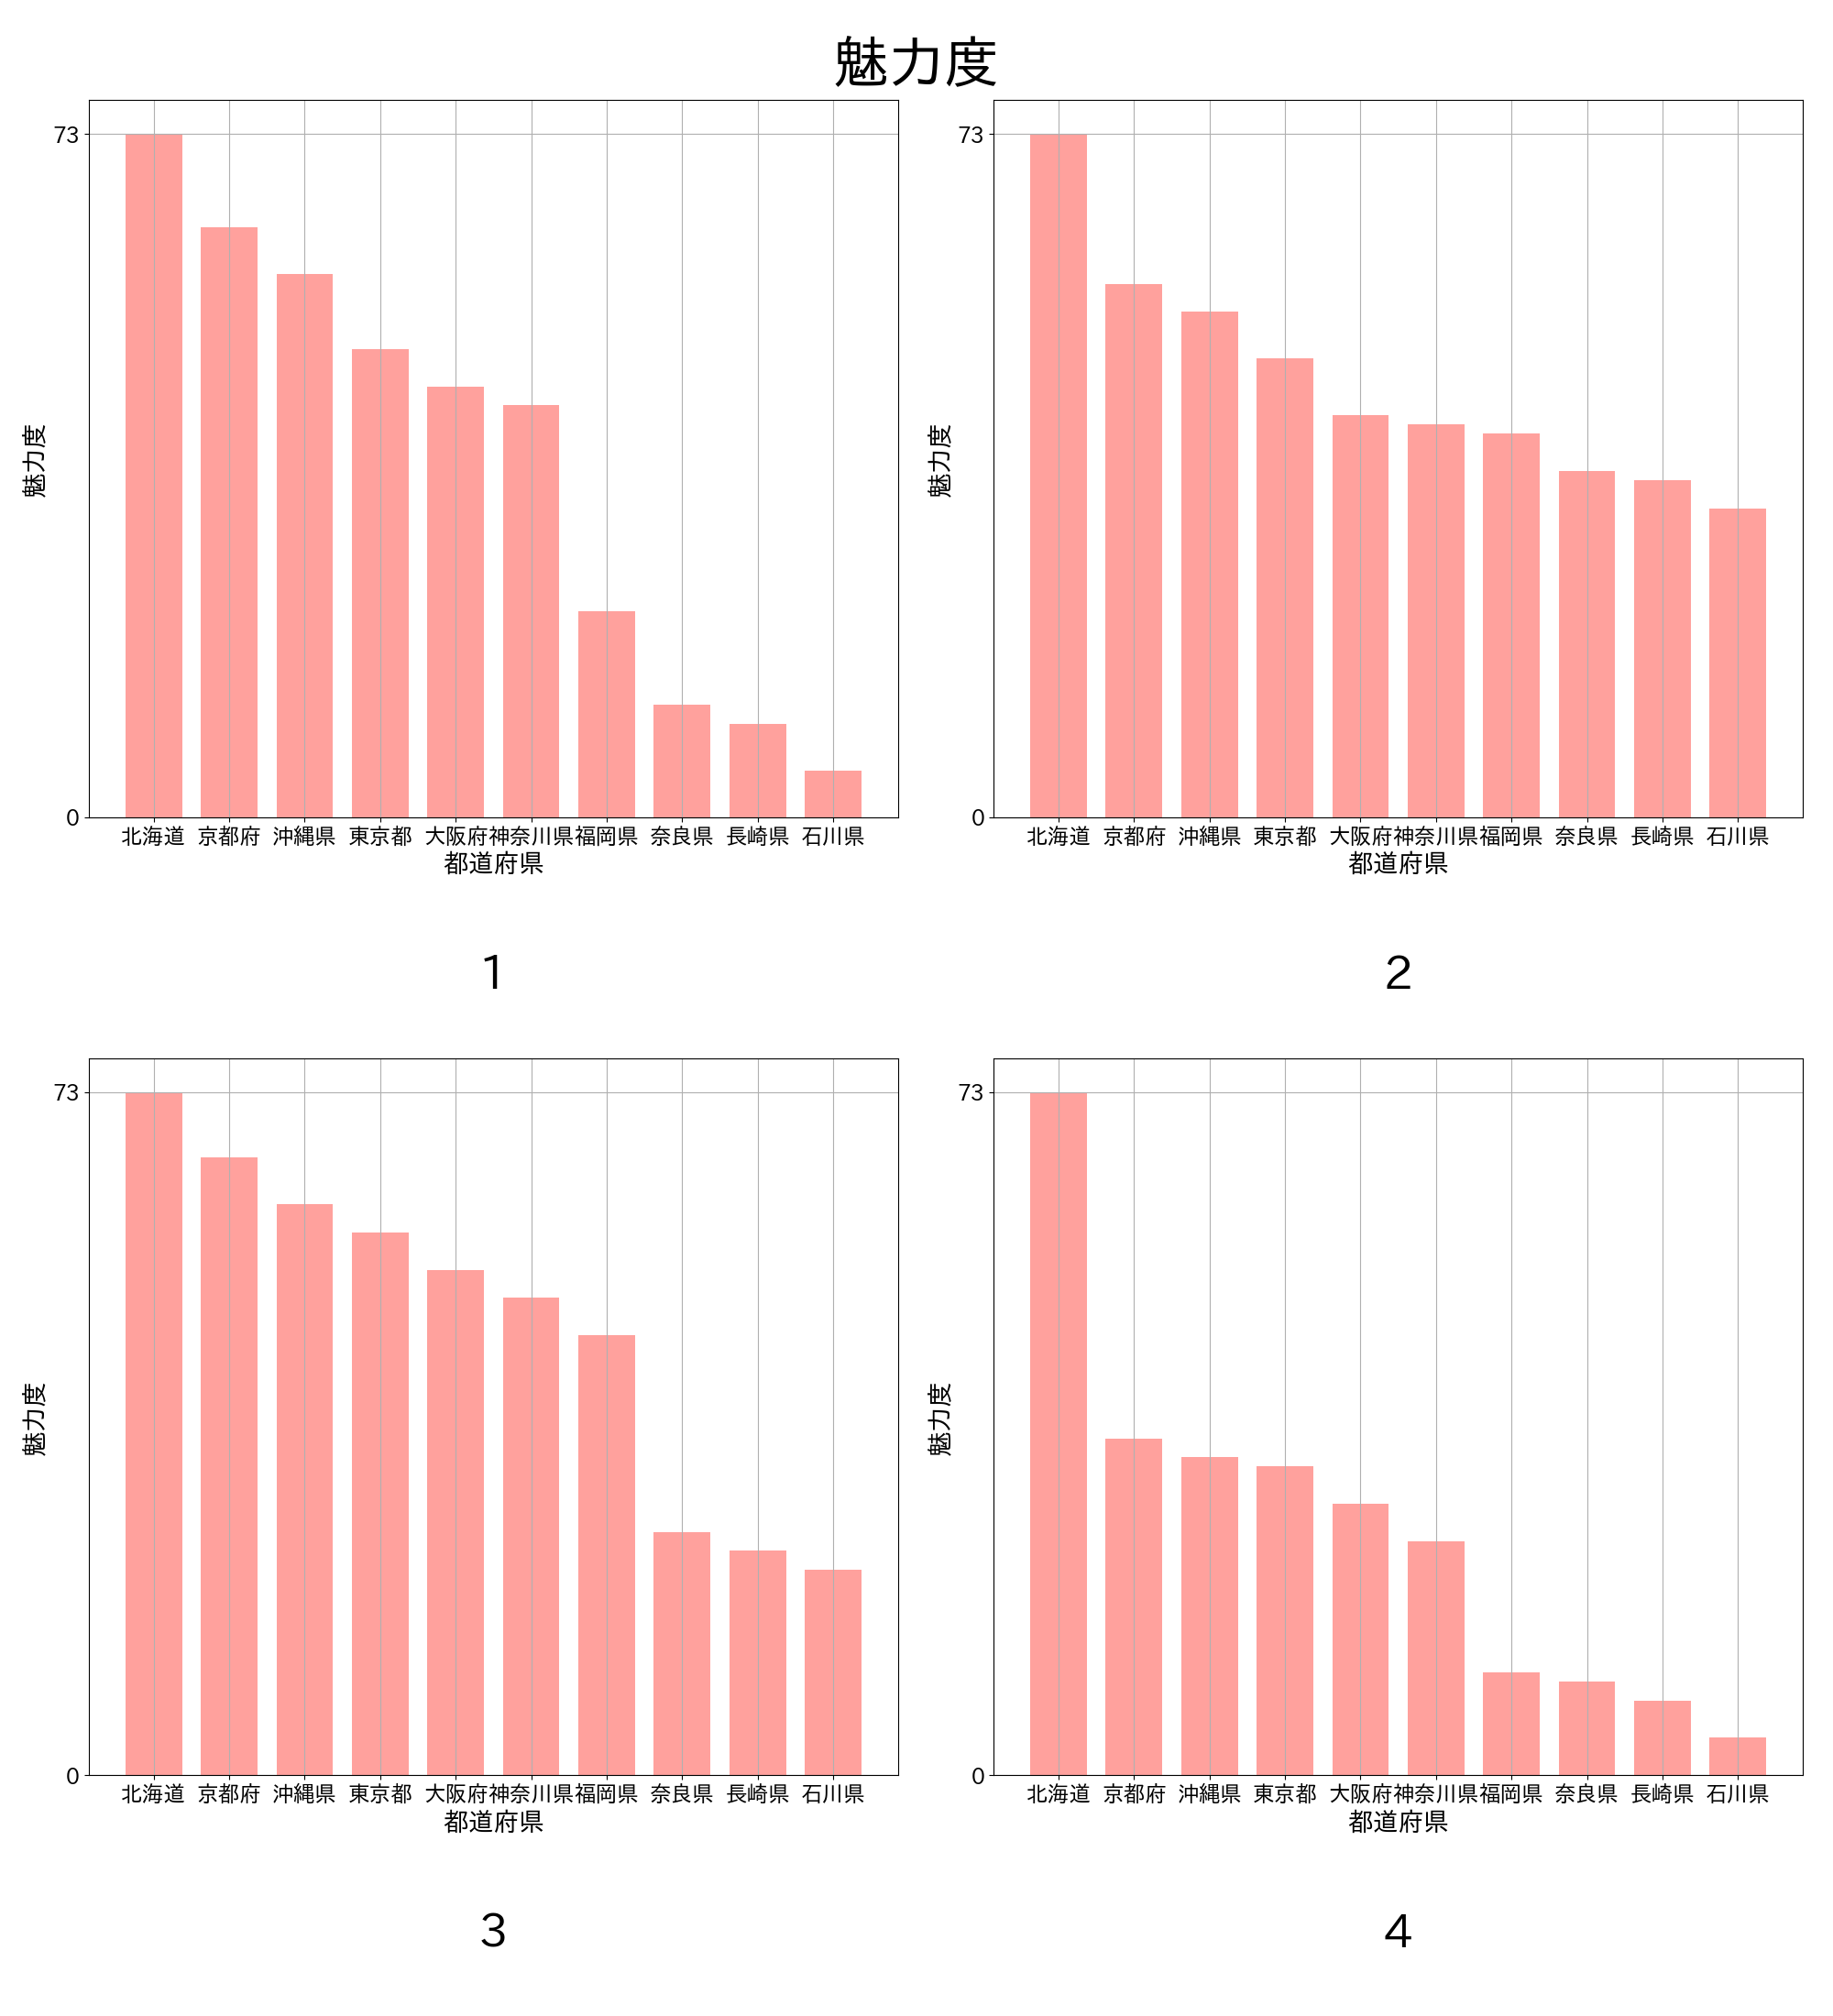 魅力度
73
0
魅力度
北海道 京都府 沖縄県 東京都 大阪府 神奈川県 福岡県 奈良県 長崎県 石川県
都道府県
1
73
0
魅力度
北海道 京都府 沖縄県 東京都 大阪府 神奈川県 福岡県 奈良県 長崎県 石川県
都道府県
2
73
0
魅力度
北海道 京都府 沖縄県 東京都 大阪府 神奈川県 福岡県 奈良県 長崎県 石川県
都道府県
3
73
0
魅力度
北海道 京都府 沖縄県 東京都 大阪府 神奈川県 福岡県 奈良県 長崎県 石川県
都道府県
4